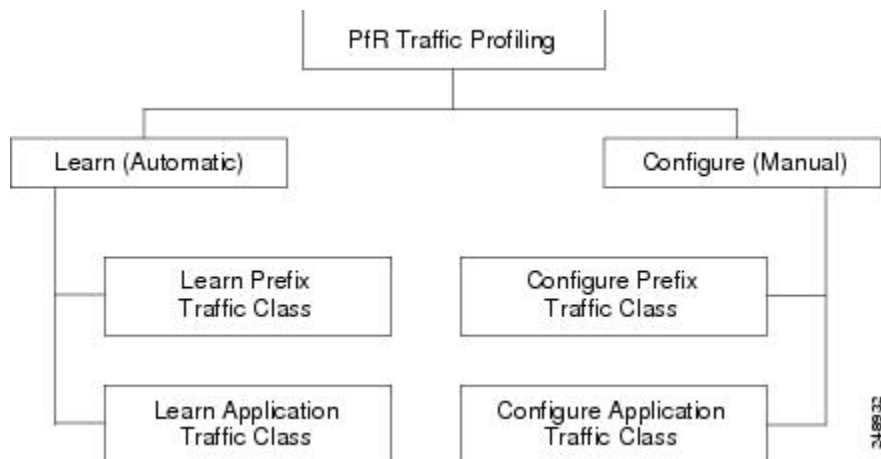 PfR Traffic Profiling
Learn (Automatic)
Configure (Manual)
Learn Prefix
Traffic Class
Configure Prefix
Traffic Class
Learn Application
Traffic Class
Configure Application
Traffic Class
248932